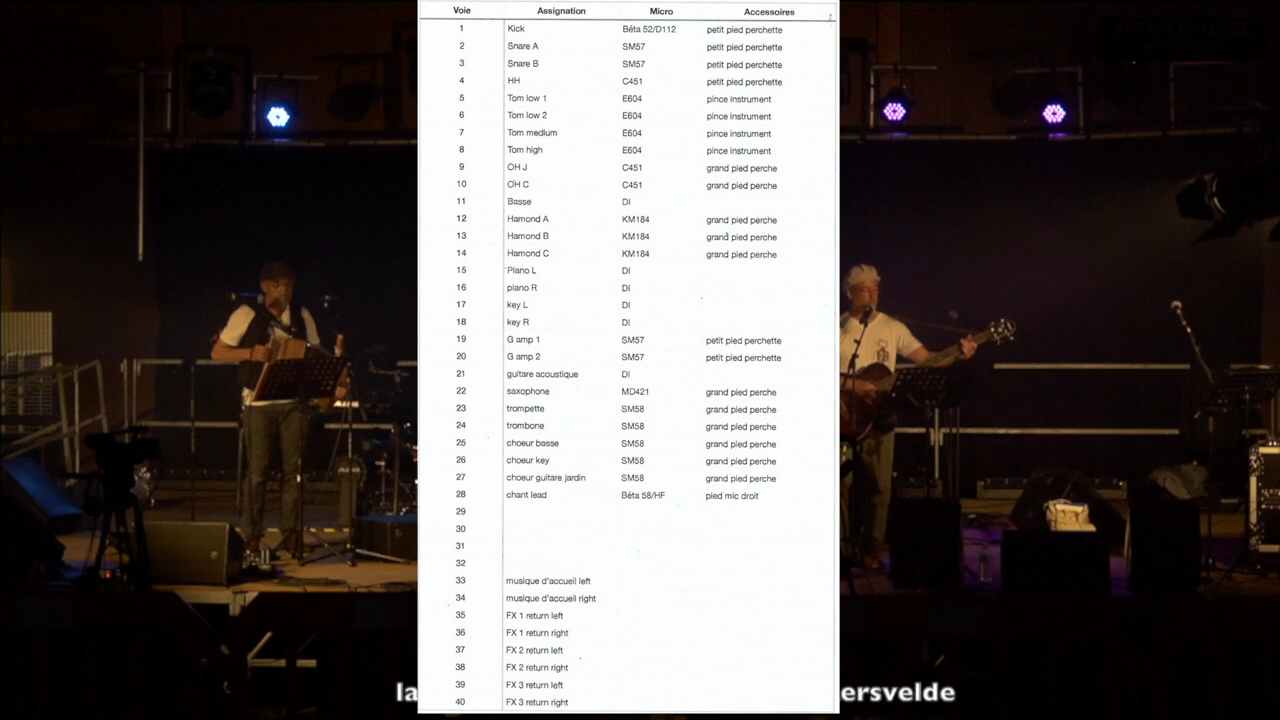 Voie Assignation Micro Accessoires
1 Kick Béta 52/D112 petit pied perchette
2 Snare A SM57 petit pied perchette
3 Snare B SM57 petit pied perchette
4 HH C451 petit pied perchette
5 Tom low 1 E604 pince instrument
6 Tom low 2 E604 pince instrument
7 Tom medium E604 pince instrument
8 Tom high E604 pince instrument
9 OH J C451 grand pied perche
10 OH C C451 grand pied perche
11 Basse DI
12 Hamond A KM184 grand pied perche
13 Hamond B KM184 grand pied perche
14 Hamond C KM184 grand pied perche
15 Piano L DI
16 piano R DI
17 key L DI
18 key R DI
19 G amp 1 SM57 petit pied perchette
20 G amp 2 SM57 petit pied perchette
21 guitare acoustique DI
22 saxophone MD421 grand pied perche
23 trompette SM58 grand pied perche
24 trombone SM58 grand pied perche
25 choeur basse SM58 grand pied perche
26 choeur key SM58 grand pied perche
27 choeur guitare jardin SM58 grand pied perche
28 chant lead Béta 58/HF pied mic droit
29
30
31
32
33 musique d'accueil left
34 musique d'accueil right
35 FX 1 return left
36 FX 1 return right
37 FX 2 return left
38 FX 2 return right
39 FX 3 return left
40 FX 3 return right
la ersvelde